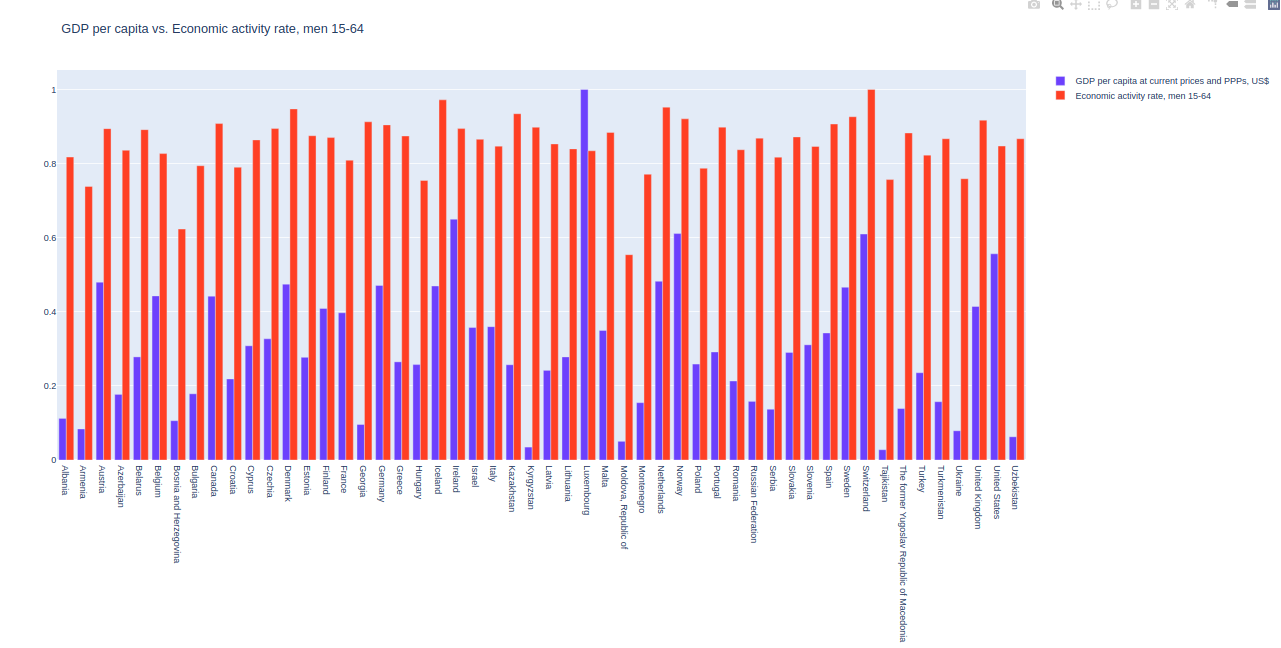 GDP per capita vs. Economic activity rate, men 15-64
GDP per capita at current prices and PPPs, US$
Economic activity rate, men 15-64
1
0.8
0.6
0.4
0.2
0
Albania
Armenia
Austria
Azerbaijan
Belarus
Belgium
Bosnia and Herzegovina
Bulgaria
Canada
Croatia
Cyprus
Czechia
Denmark
Estonia
Finland
France
Georgia
Germany
Greece
Hungary
Iceland
Ireland
Israel
Italy
Kazakhstan
Kyrgyzstan
Latvia
Lithuania
Luxembourg
Malta
Moldova, Republic of
Montenegro
Netherlands
Norway
Poland
Portugal
Romania
Russian Federation
Serbia
Slovakia
Slovenia
Spain
Sweden
Switzerland
Tajikistan
The former Yugoslav Republic of Macedonia
Turkey
Turkmenistan
Ukraine
United Kingdom
United States
Uzbekistan